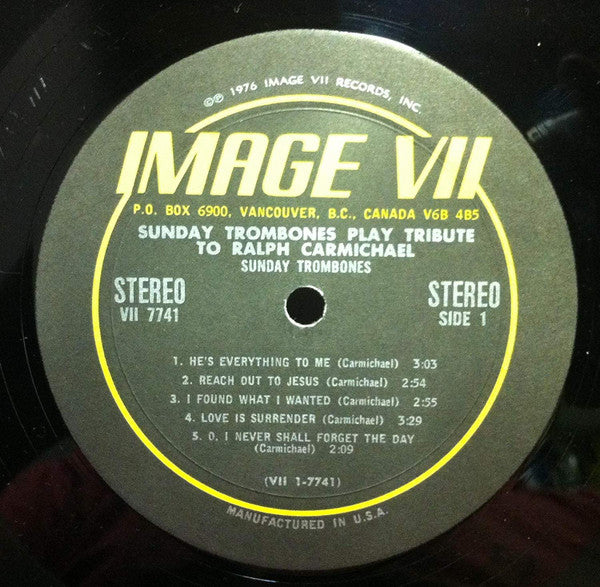 ©℗ 1976 IMAGE VII RECORDS, INC.
IMAGE VII
P.O. BOX 6900, VANCOUVER, B.C., CANADA V6B 4B5
SUNDAY TROMBONES PLAY TRIBUTE
TO RALPH CARMICHAEL
SUNDAY TROMBONES
STEREO
VII 7741
STEREO
SIDE 1
1. HE'S EVERYTHING TO ME (Carmichael) 3:03
2. REACH OUT TO JESUS (Carmichael) 2:54
3. I FOUND WHAT I WANTED (Carmichael) 2:55
4. LOVE IS SURRENDER (Carmichael) 3:29
5. O, I NEVER SHALL FORGET THE DAY
(Carmichael) 2:09
(VII 1-7741)
MANUFACTURED IN U.S.A.